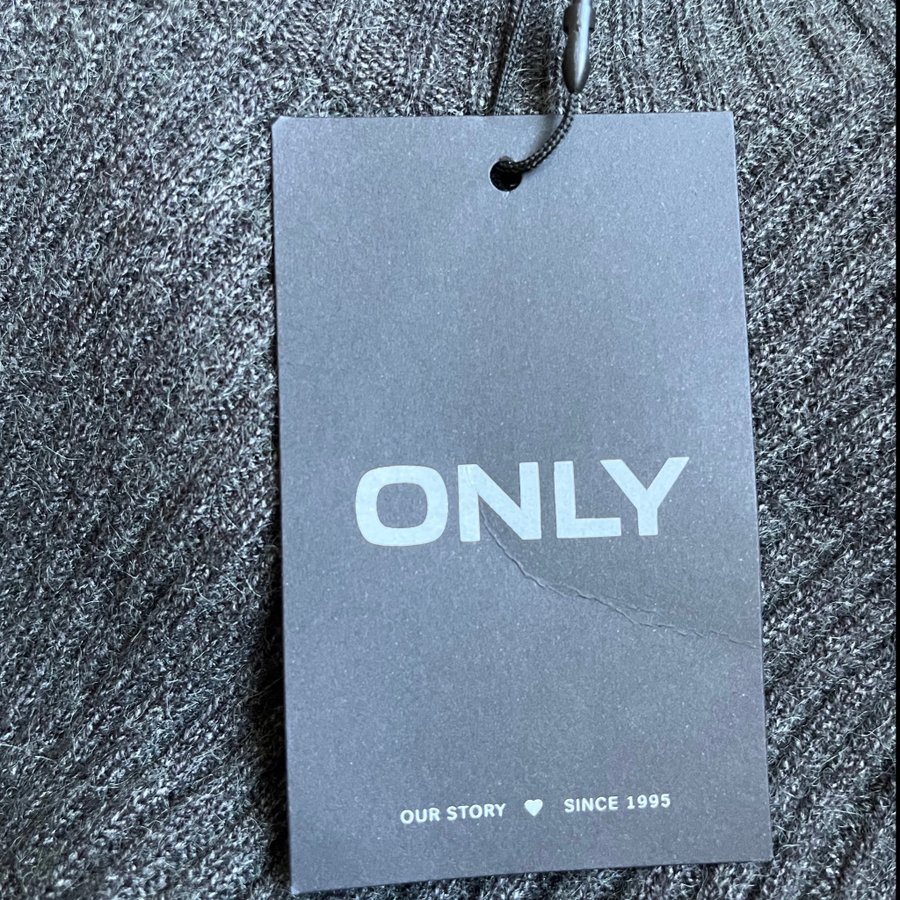 ONLY
OUR STORY ♥ SINCE 1995